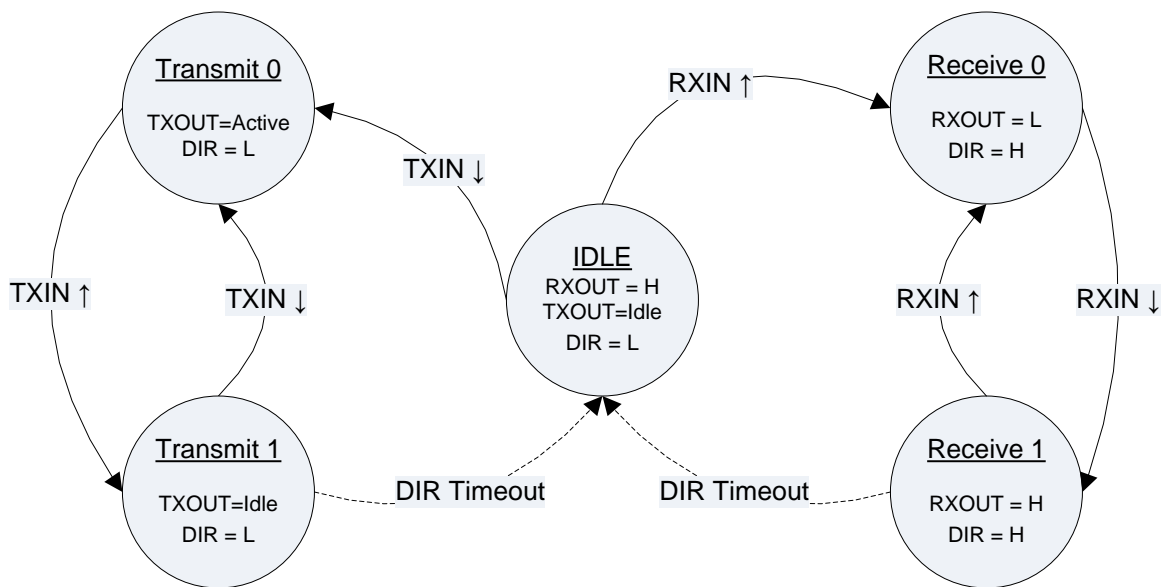 Transmit 0
TXOUT=Active
DIR = L
TXIN ↓
RXIN ↑
Receive 0
RXOUT = L
DIR = H
TXIN ↑
TXIN ↓
IDLE
RXOUT = H
TXOUT=Idle
DIR = L
RXIN ↑
RXIN ↓
Transmit 1
TXOUT=Idle
DIR = L
DIR Timeout
DIR Timeout
Receive 1
RXOUT = H
DIR = H